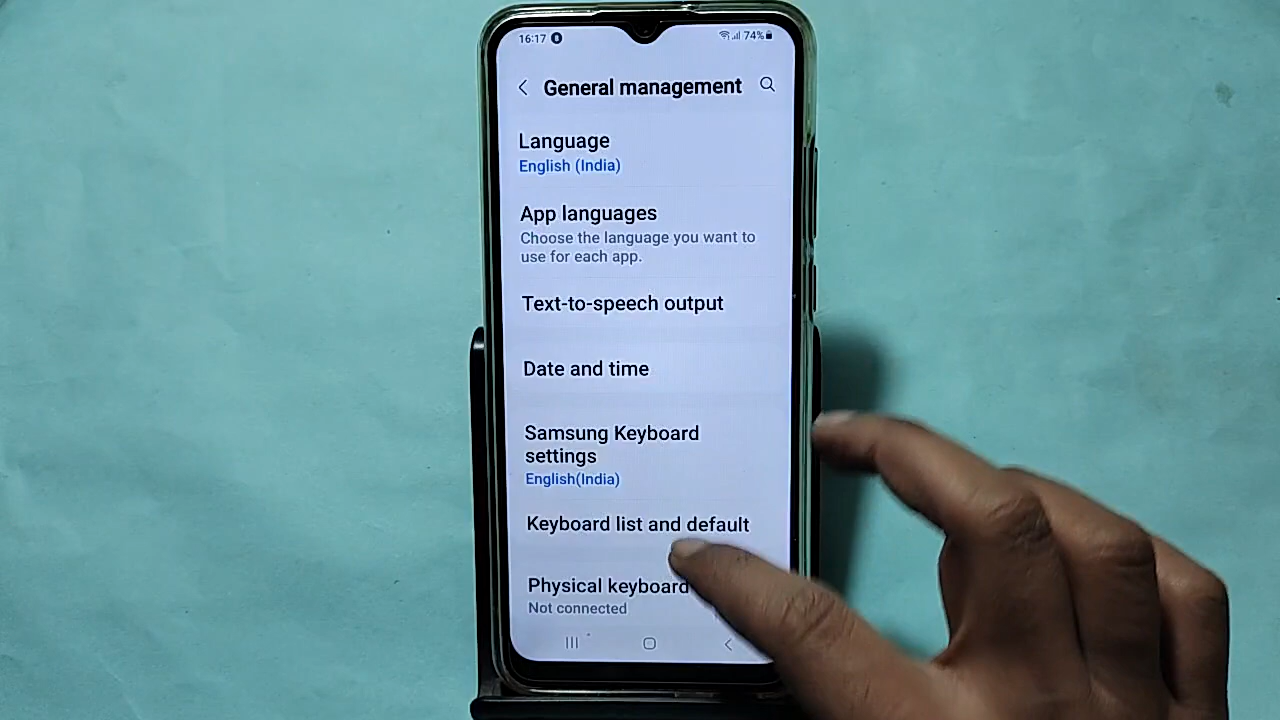 16:17
74%
General management
Language
English (India)
App languages
Choose the language you want to
use for each app.
Text-to-speech output
Date and time
Samsung Keyboard
settings
English(India)
Keyboard list and default
Physical keyboard
Not connected